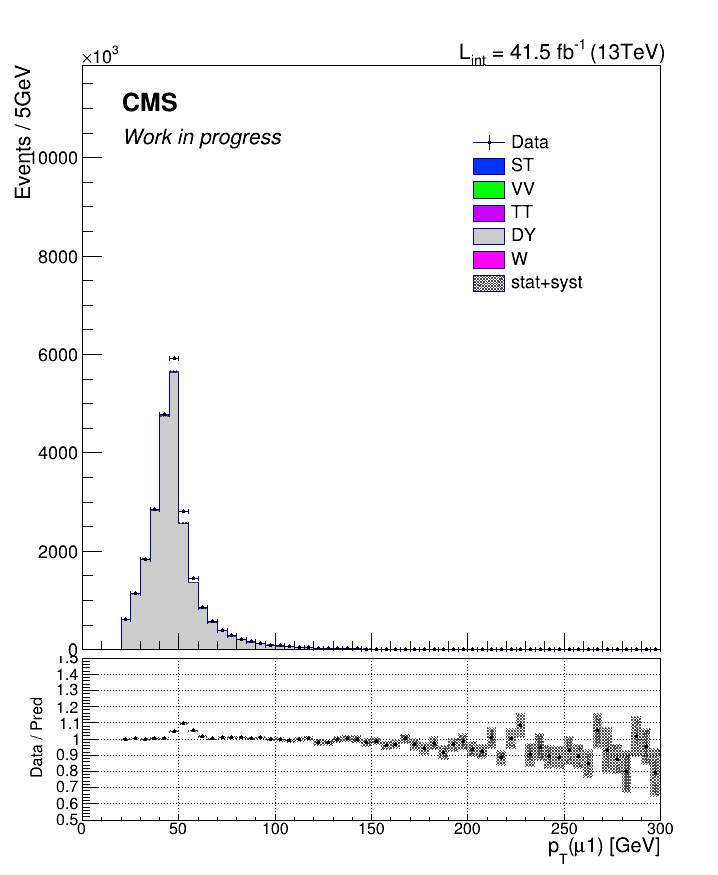 ×10³
L_int = 41.5 fb⁻¹ (13TeV)
CMS
Work in progress
Events / 5GeV
10000
8000
6000
4000
2000
0
Data
ST
VV
TT
DY
W
stat+syst
Data / Pred
1.5
1.4
1.3
1.2
1.1
1
0.9
0.8
0.7
0.6
0.5
0 50 100 150 200 250 300
p_T(μ1) [GeV]